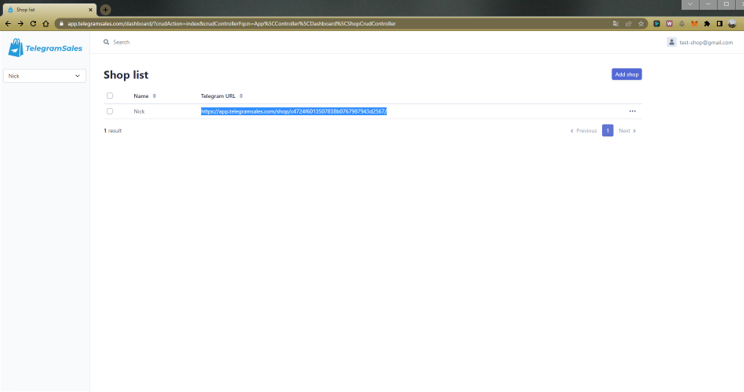 Shop list
app.telegramsales.com/dashboard/?crudAction=index&crudControllerFqcn=App%5CController%5CDashboard%5CShopCrudController
TelegramSales
Search
test-shop@gmail.com
Nick
Shop list
Add shop
Name
Telegram URL
Nick
https://app.telegramsales.com/shop/c4724f6013507838b0767987943d2567/
1 result
Previous
1
Next